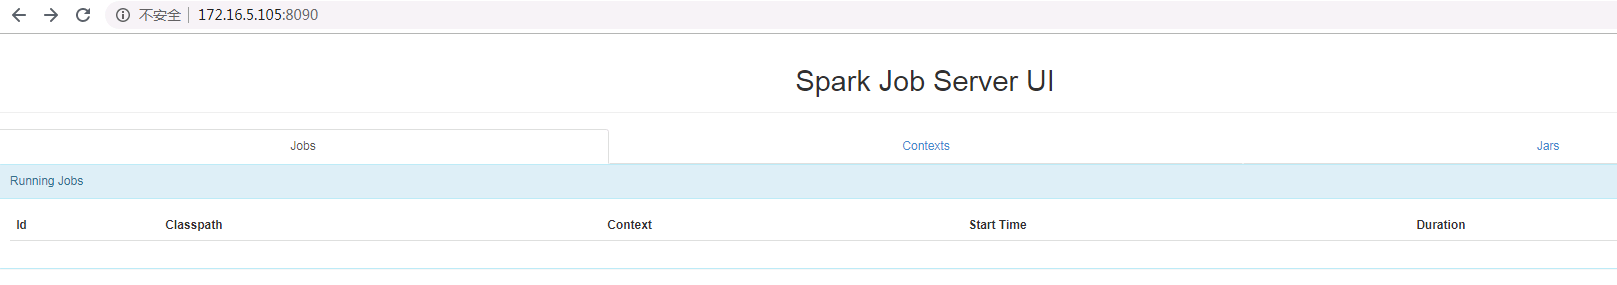 不安全 172.16.5.105:8090
Spark Job Server UI
Jobs Contexts Jars
Running Jobs
Id Classpath Context Start Time Duration